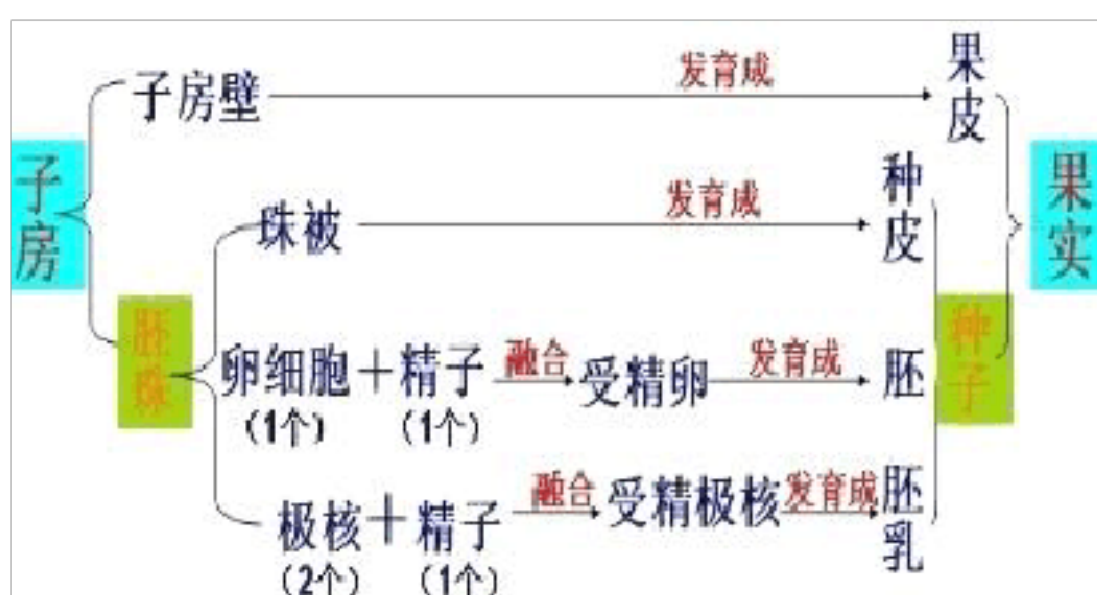 子房
子房壁 发育成 果皮
果实
珠被 发育成 种皮
胚珠
种子
卵细胞+精子 融合 受精卵 发育成 胚
(1个) (1个)
极核+精子 融合 受精极核 发育成 胚乳
(2个) (1个)